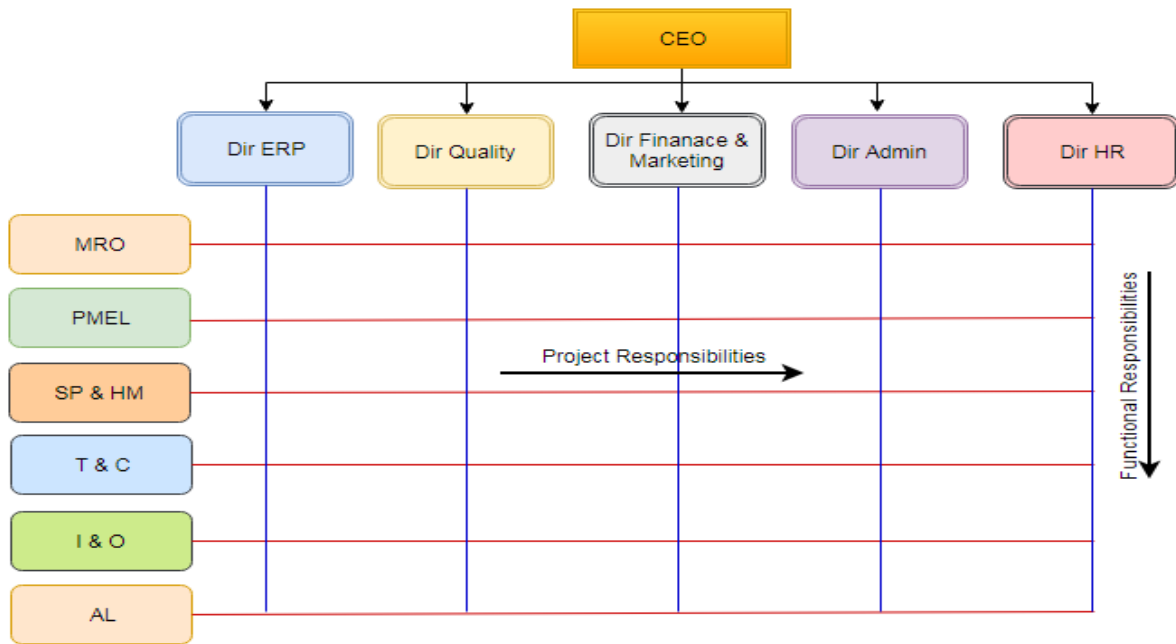 CEO
Dir ERP
Dir Quality
Dir Finanace &
Marketing
Dir Admin
Dir HR
MRO
PMEL
Project Responsibilities
SP & HM
T & C
I & O
AL
Functional Responsibilities